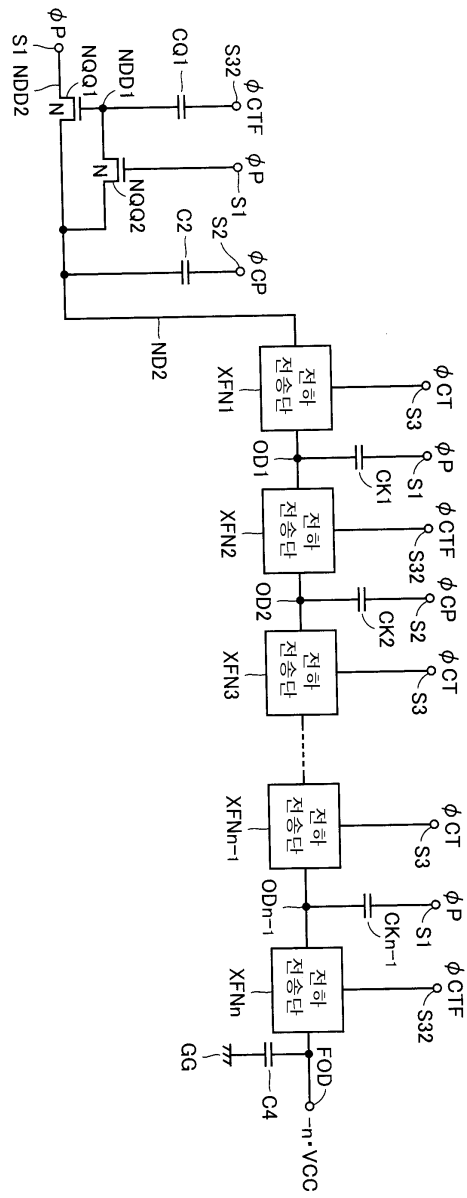 φP
S1
NDD2
NQQ1
N
NDD1
CQ1
S32
φCTF
N
NQQ2
φP
S1
C2
S2
φCP
ND2
전하
전송단
XFN1
φCT
S3
OD1
CK1
φP
S1
전하
전송단
XFN2
φCTF
S32
OD2
CK2
φCP
S2
전하
전송단
XFN3
φCT
S3
전하
전송단
XFNn-1
φCT
S3
ODn-1
CKn-1
φP
S1
전하
전송단
XFNn
φCTF
S32
GG
C4
FOD
-n·VCC